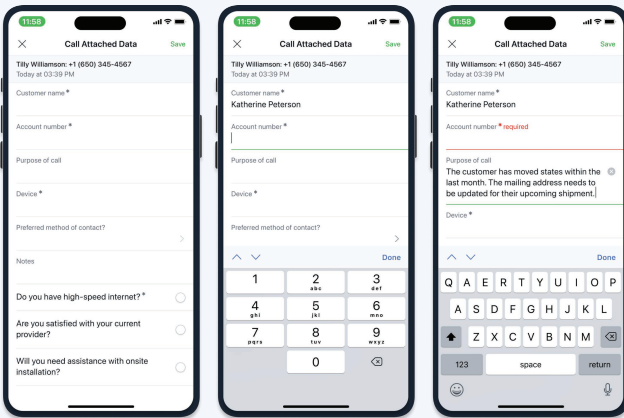 11:58
Call Attached Data
Save
Tilly Williamson: +1 (650) 345-4567
Today at 03:39 PM
Customer name *
Account number *
Purpose of call
Device *
Preferred method of contact?
Notes
Do you have high-speed internet? *
Are you satisfied with your current
provider?
Will you need assistance with onsite
installation?
11:58
Call Attached Data
Save
Tilly Williamson: +1 (650) 345-4567
Today at 03:39 PM
Customer name *
Katherine Peterson
Account number *
Purpose of call
Device *
Preferred method of contact?
Done
1
2 abc
3 def
4 ghi
5 jkl
6 mno
7 pqrs
8 tuv
9 wxyz
0
11:58
Call Attached Data
Save
Tilly Williamson: +1 (650) 345-4567
Today at 03:39 PM
Customer name *
Katherine Peterson
Account number * required
Purpose of call
The customer has moved states within the
last month. The mailing address needs to
be updated for their upcoming shipment.
Device *
Done
Q A E R T Y U I O P
A S D F G H J K L
Z X C V B N M
123 space return